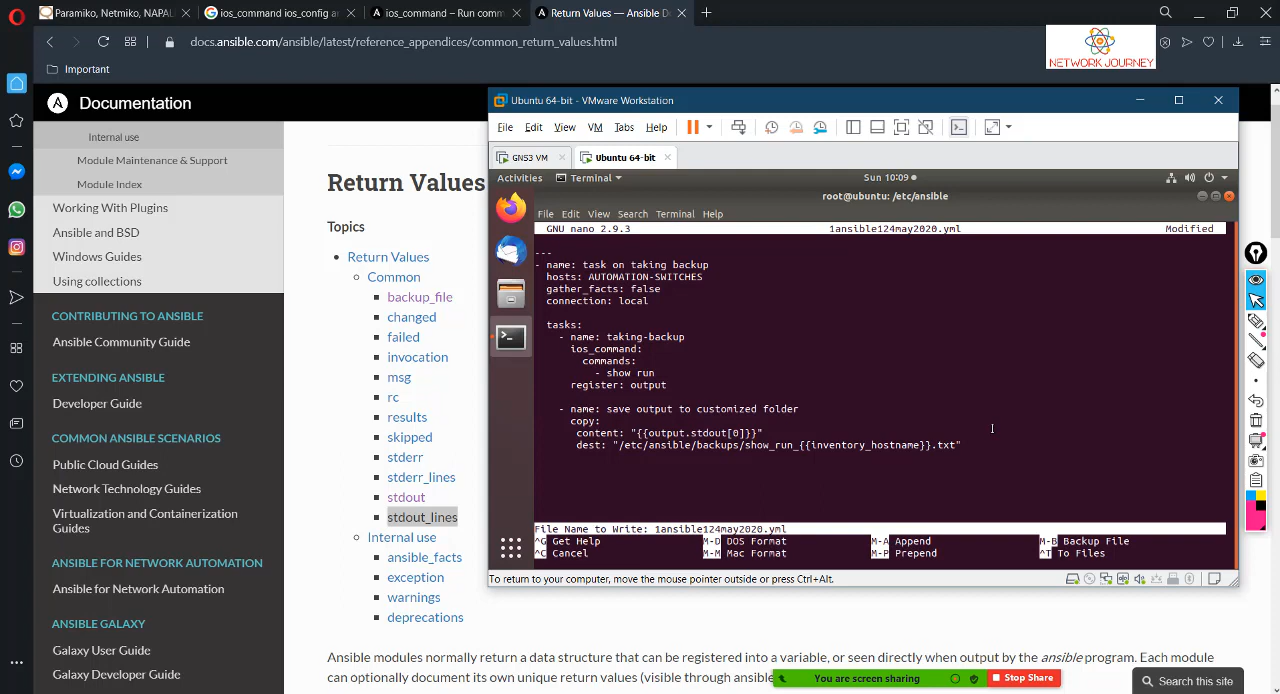 Paramiko, Netmiko, NAPAL
ios_command ios_config ar
ios_command – Run comm
Return Values — Ansible D
docs.ansible.com/ansible/latest/reference_appendices/common_return_values.html
Important
NETWORK JOURNEY
Documentation
Internal use
Module Maintenance & Support
Module Index
Working With Plugins
Ansible and BSD
Windows Guides
Using collections
CONTRIBUTING TO ANSIBLE
Ansible Community Guide
EXTENDING ANSIBLE
Developer Guide
COMMON ANSIBLE SCENARIOS
Public Cloud Guides
Network Technology Guides
Virtualization and Containerization
Guides
ANSIBLE FOR NETWORK AUTOMATION
Ansible for Network Automation
ANSIBLE GALAXY
Galaxy User Guide
Galaxy Developer Guide
Return Values
Topics
Return Values
Common
backup_file
changed
failed
invocation
msg
rc
results
skipped
stderr
stderr_lines
stdout
stdout_lines
Internal use
ansible_facts
exception
warnings
deprecations
Ansible modules normally return a data structure that can be registered into a variable, or seen directly when output by the ansible program. Each module
can optionally document its own unique return values (visible through ansible
Ubuntu 64-bit - VMware Workstation
File Edit View VM Tabs Help
GNS3 VM
Ubuntu 64-bit
Activities
Terminal
Sun 10:09
root@ubuntu: /etc/ansible
File Edit View Search Terminal Help
GNU nano 2.9.3 1ansible124may2020.yml Modified
---
- name: task on taking backup
hosts: AUTOMATION-SWITCHES
gather_facts: false
connection: local
tasks:
- name: taking-backup
ios_command:
commands:
- show run
register: output
- name: save output to customized folder
copy:
content: "{{output.stdout[0]}}"
dest: "/etc/ansible/backups/show_run_{{inventory_hostname}}.txt"
File Name to Write: 1ansible124may2020.yml
^G Get Help M-D DOS Format M-A Append M-B Backup File
^C Cancel M-M Mac Format M-P Prepend ^T To Files
To return to your computer, move the mouse pointer outside or press Ctrl+Alt.
You are screen sharing
Stop Share
Search this site